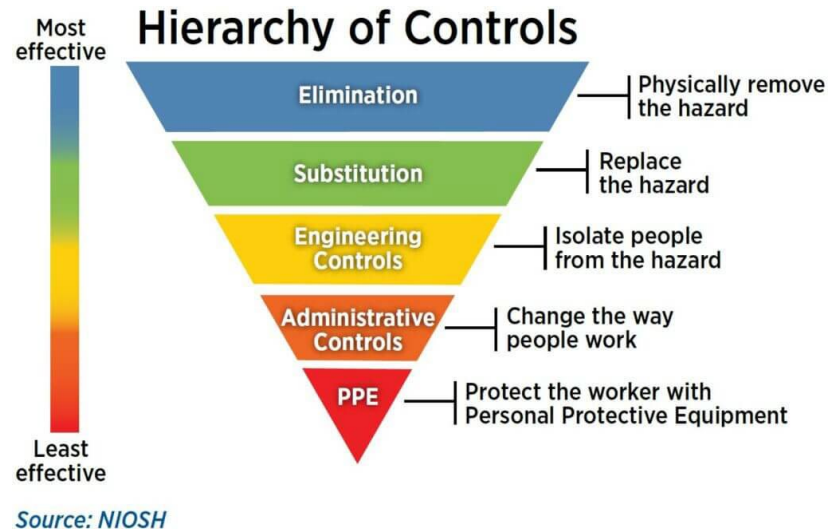 Hierarchy of Controls
Most
effective
Elimination
Physically remove
the hazard
Substitution
Replace
the hazard
Engineering
Controls
Isolate people
from the hazard
Administrative
Controls
Change the way
people work
PPE
Protect the worker with
Personal Protective Equipment
Least
effective
Source: NIOSH